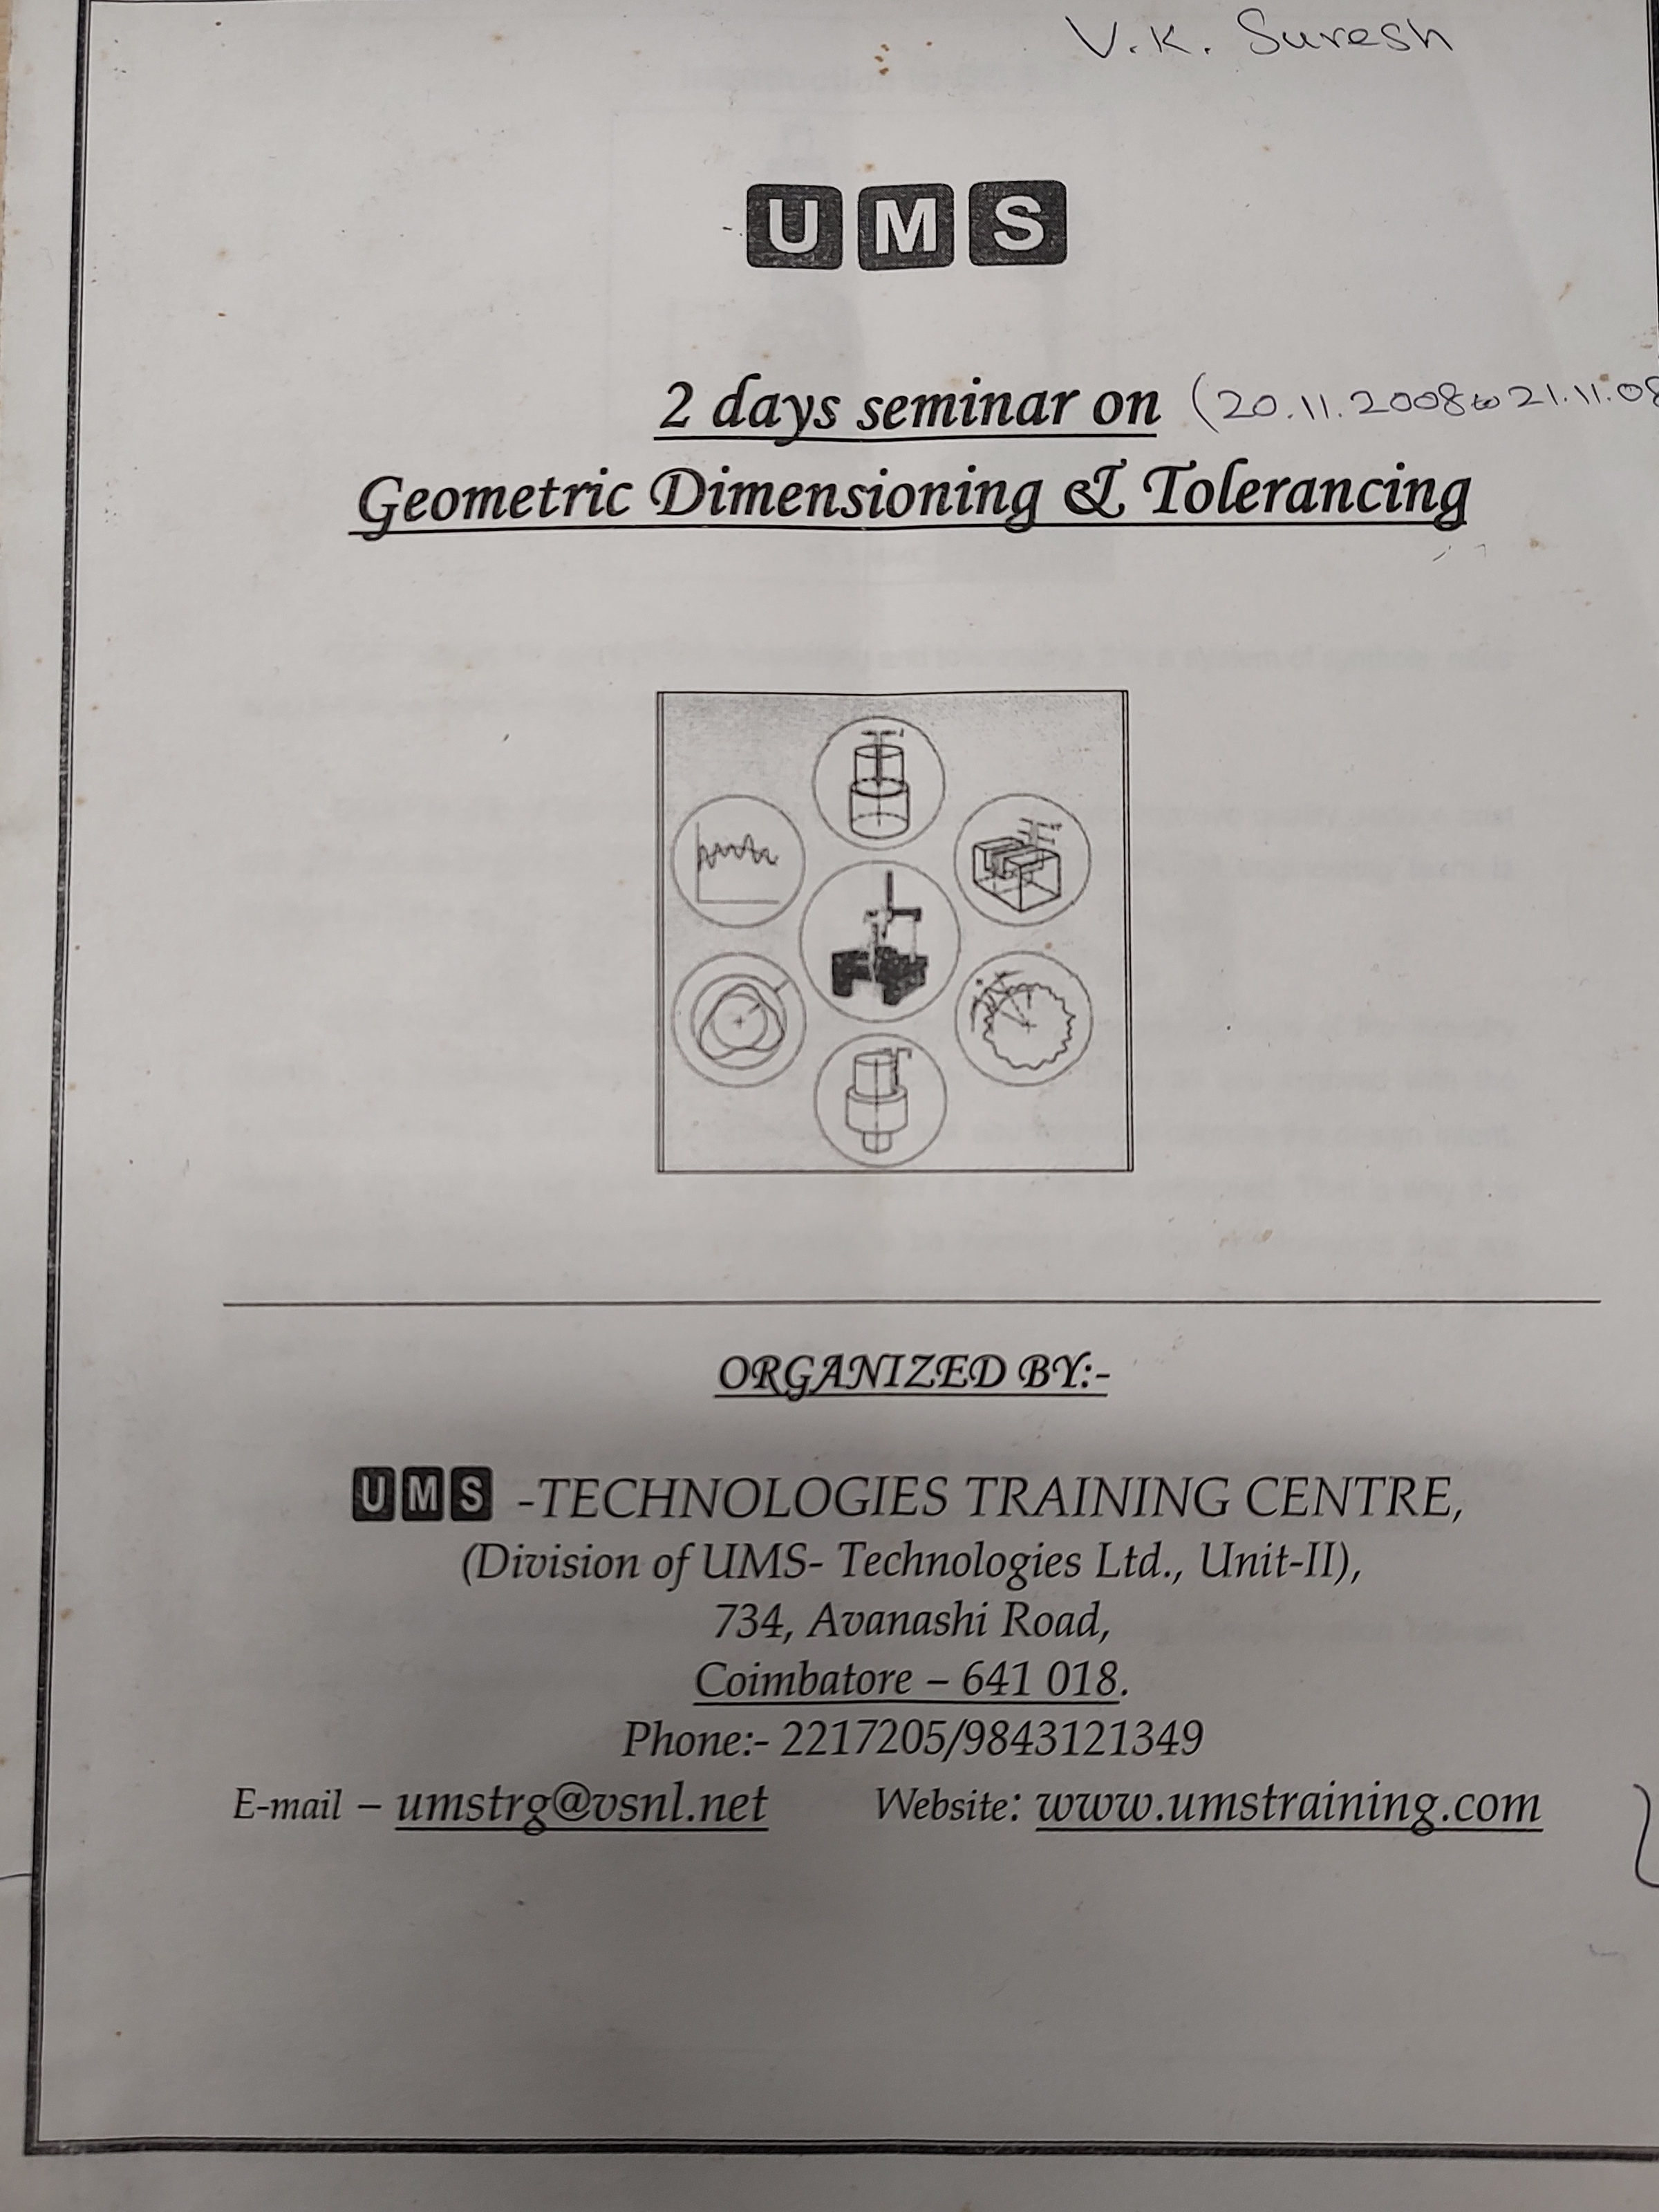 V.K. Suresh
UMS
2 days seminar on (20.11.2008 to 21.11.08
Geometric Dimensioning & Tolerancing
ORGANIZED BY:-
UMS -TECHNOLOGIES TRAINING CENTRE,
(Division of UMS- Technologies Ltd., Unit-II),
734, Avanashi Road,
Coimbatore – 641 018.
Phone:- 2217205/9843121349
E-mail – umstrg@vsnl.net Website: www.umstraining.com